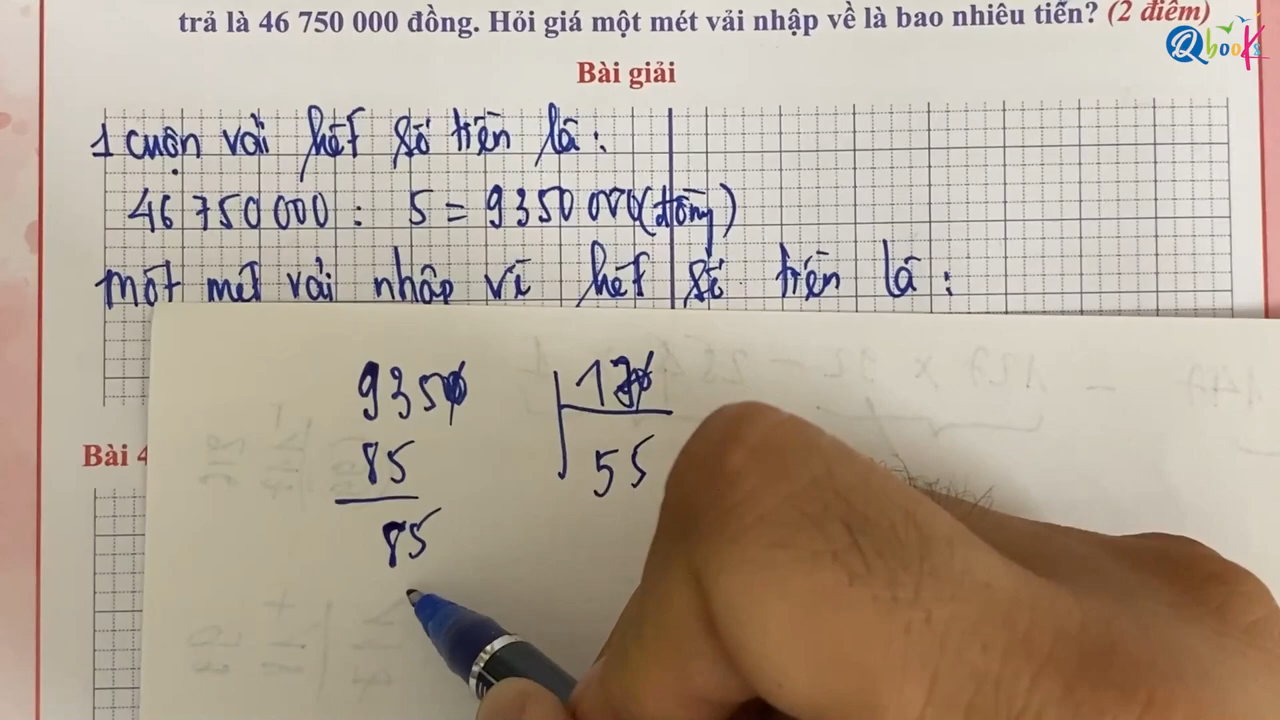 trả là 46 750 000 đồng. Hỏi giá một mét vải nhập về là bao nhiêu tiền? (2 điểm)
Qbooks
Bài giải
1 cuộn vải hết số tiền là:
46 750 000 : 5 = 9350 000 (đồng)
một mét vải nhập về hết số tiền là:
9350 170
85 55
85
Bài 4